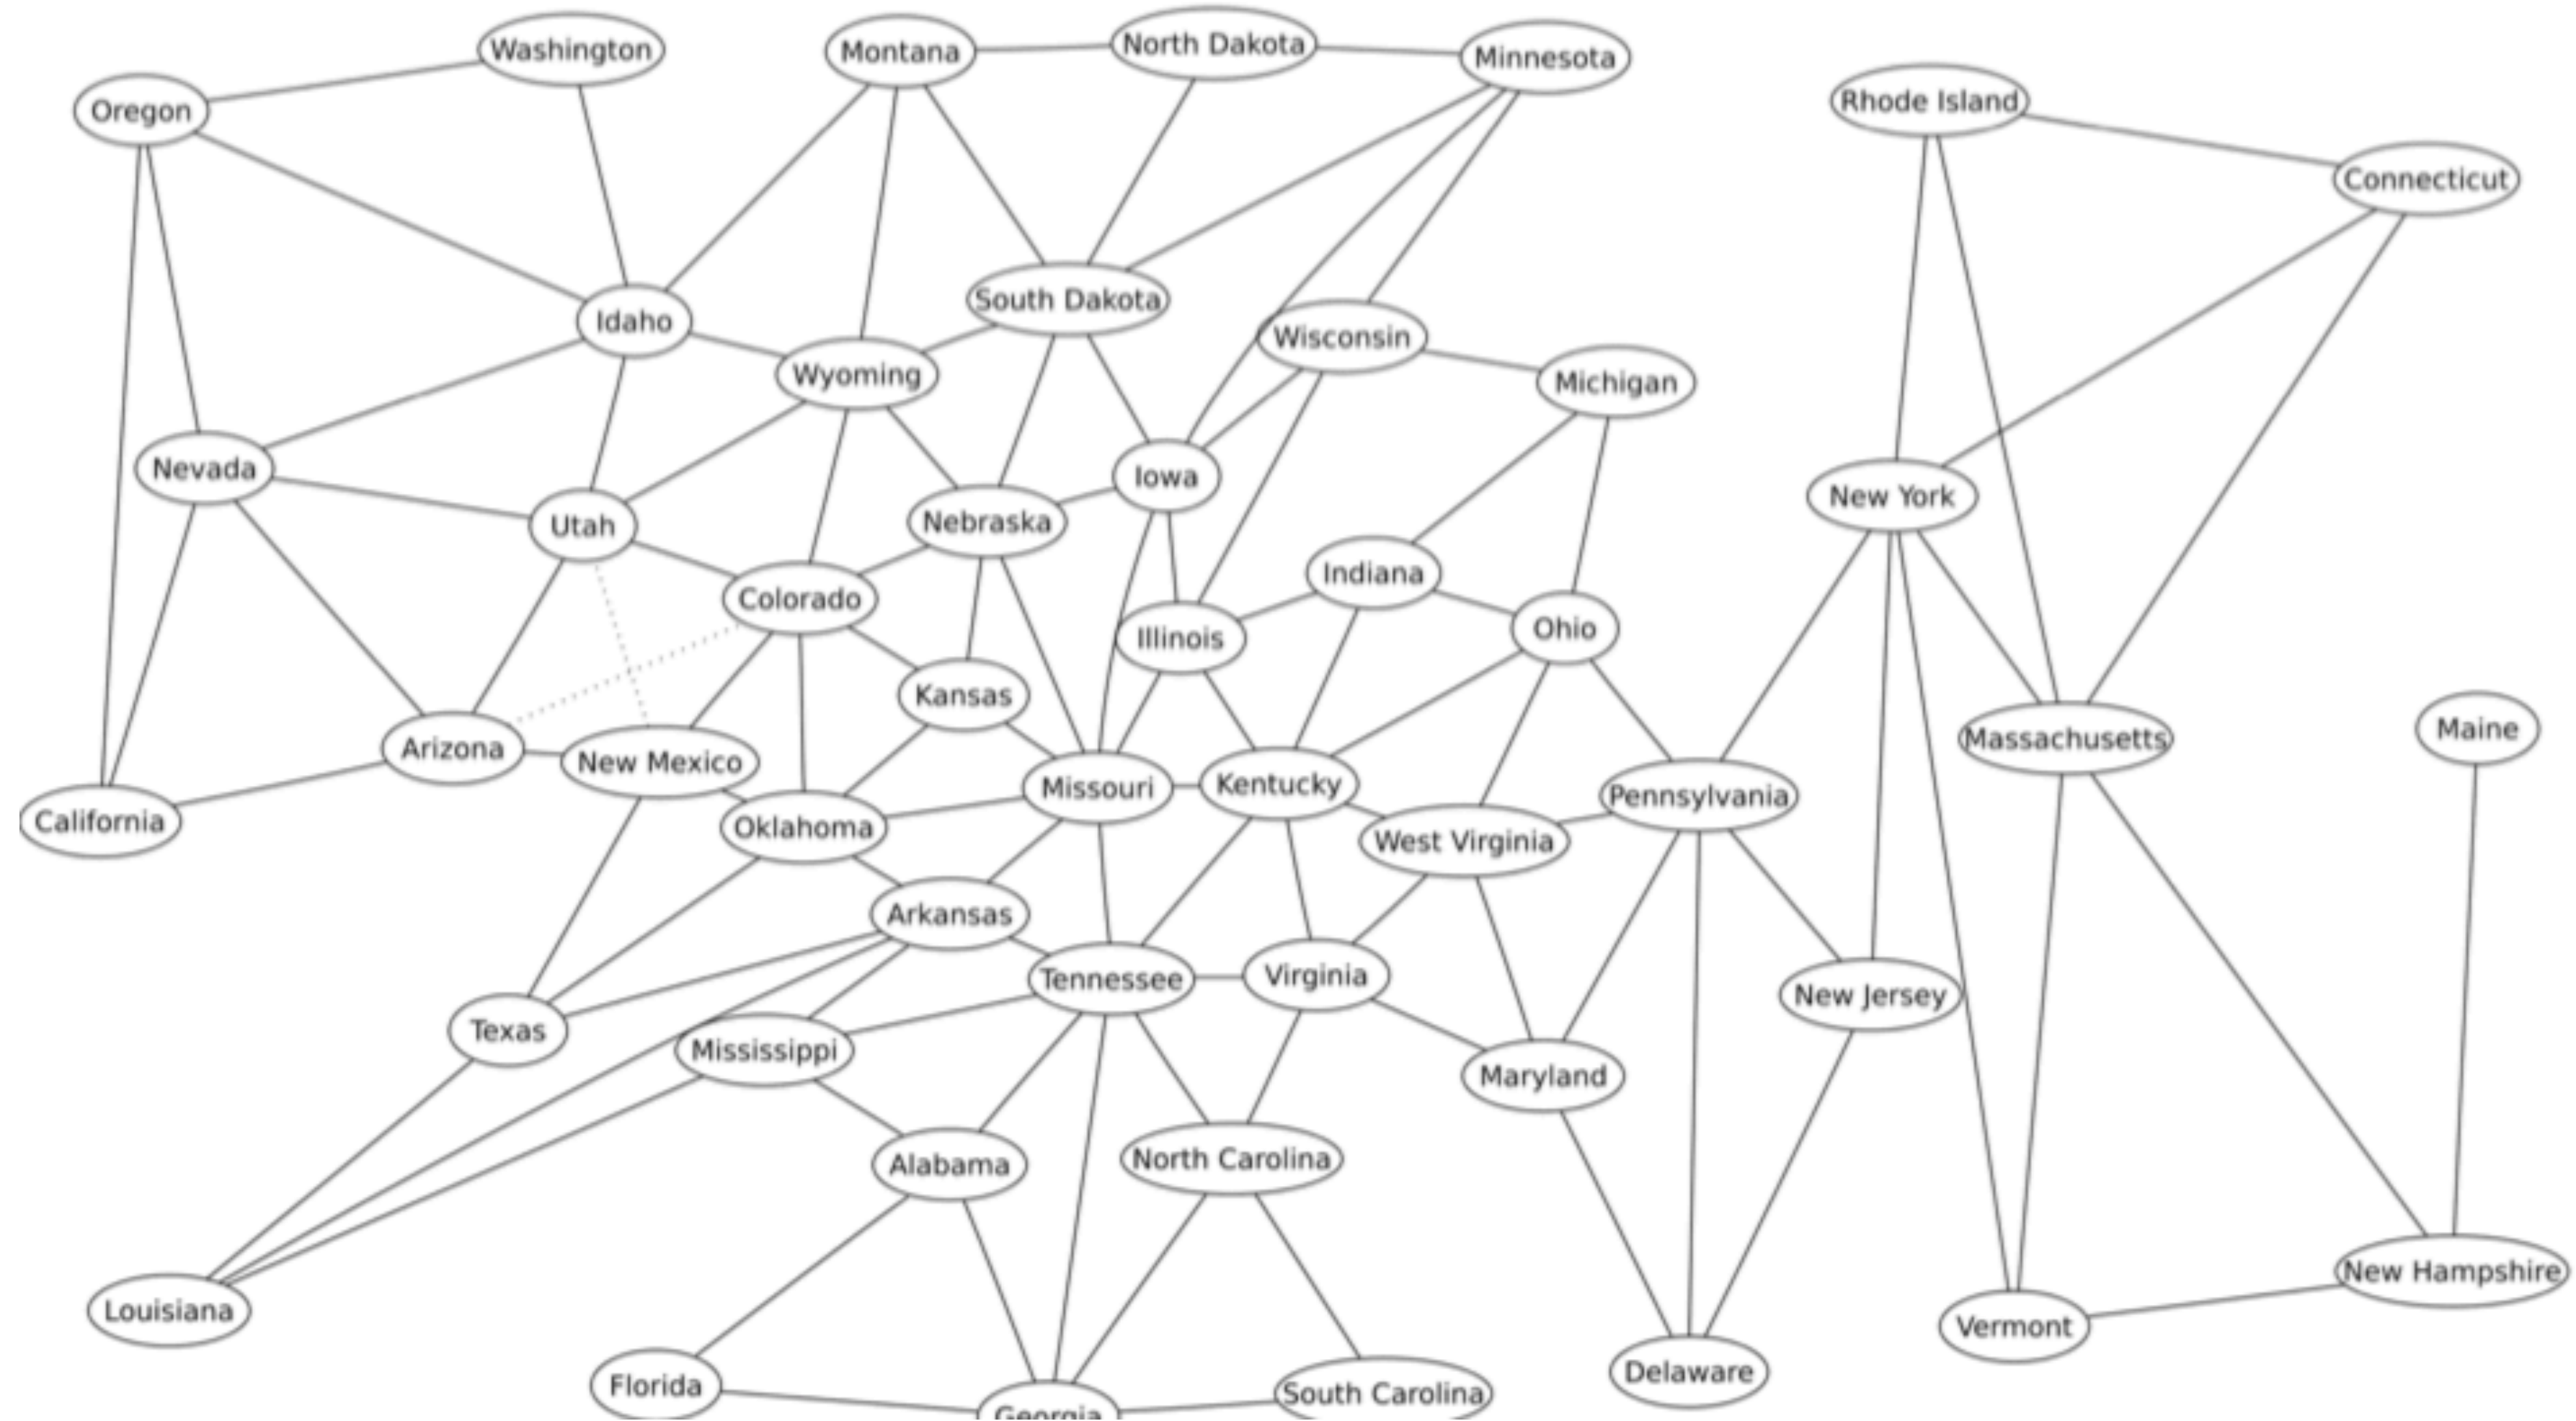 Washington
Montana
North Dakota
Minnesota
Oregon
Rhode Island
Connecticut
South Dakota
Idaho
Wisconsin
Wyoming
Michigan
Nevada
Iowa
New York
Utah
Nebraska
Indiana
Colorado
Ohio
Illinois
Kansas
Maine
Massachusetts
Arizona
New Mexico
Missouri
Kentucky
Pennsylvania
California
Oklahoma
West Virginia
Arkansas
Tennessee
Virginia
New Jersey
Texas
Mississippi
Maryland
Alabama
North Carolina
New Hampshire
Louisiana
Vermont
Delaware
Florida
South Carolina
Georgia